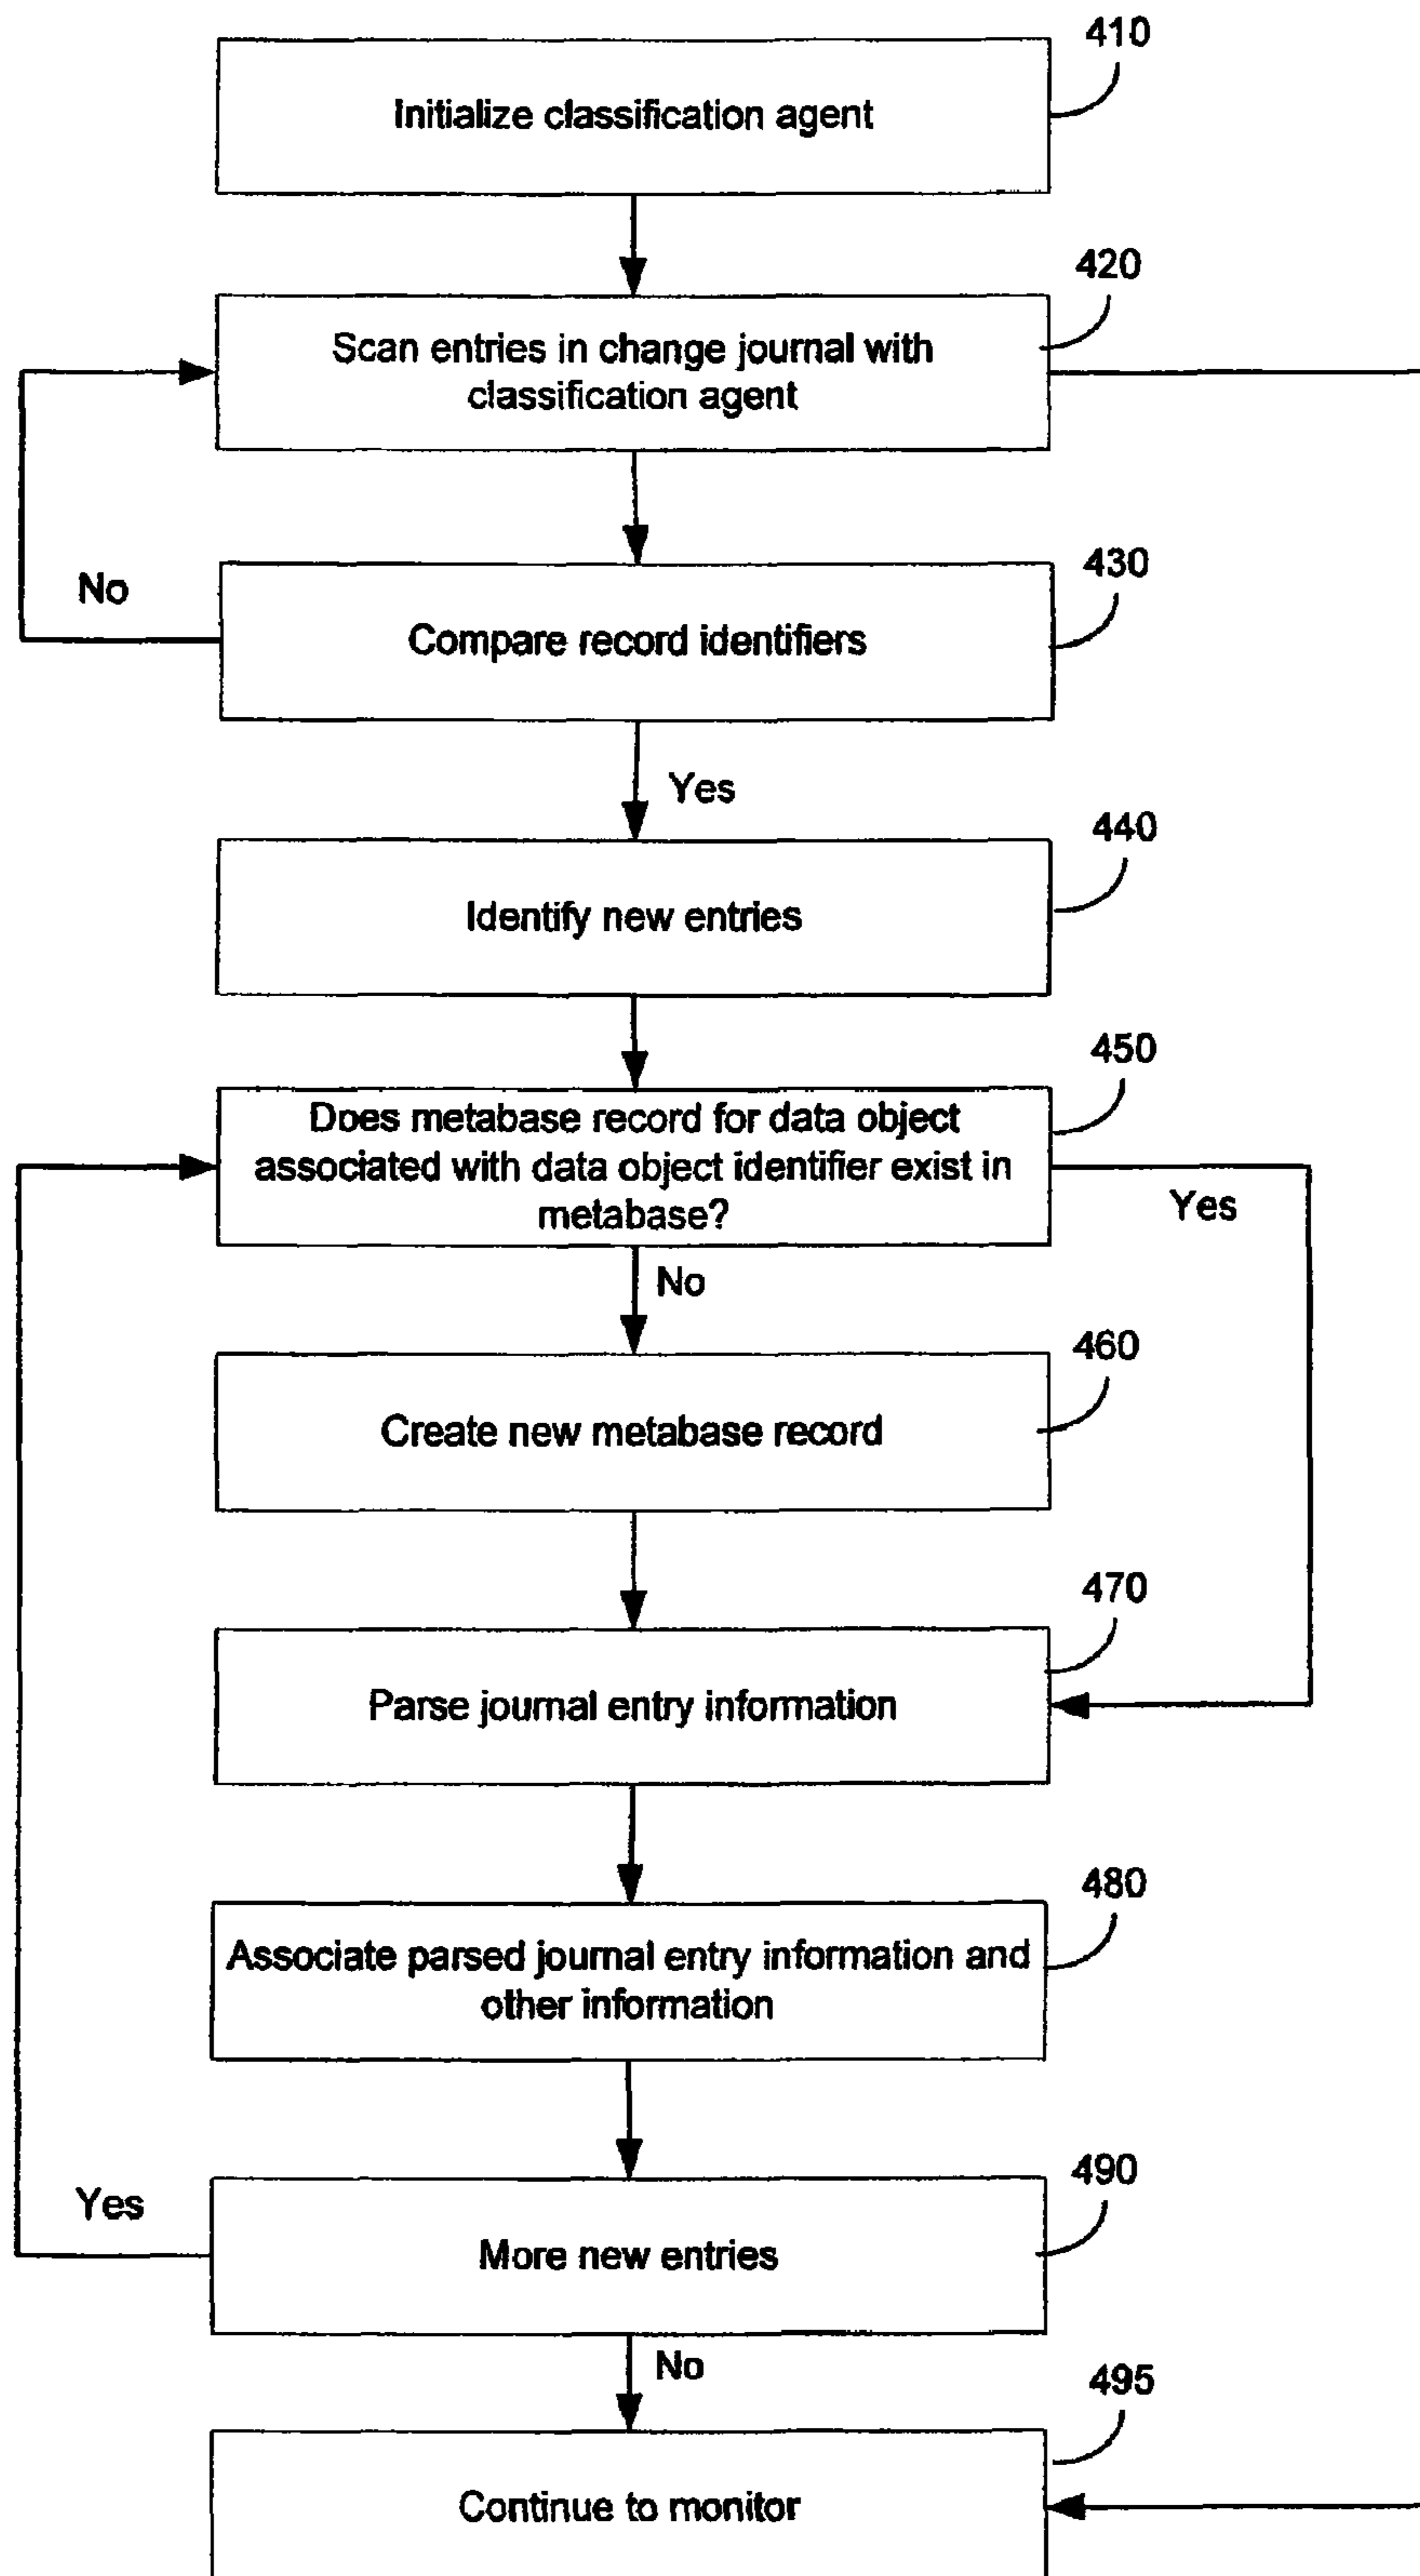 410
Initialize classification agent
420
Scan entries in change journal with
classification agent
430
No
Compare record identifiers
Yes
440
Identify new entries
450
Does metabase record for data object
associated with data object identifier exist in
metabase?
Yes
No
460
Create new metabase record
470
Parse journal entry information
480
Associate parsed journal entry information and
other information
490
Yes
More new entries
No
495
Continue to monitor